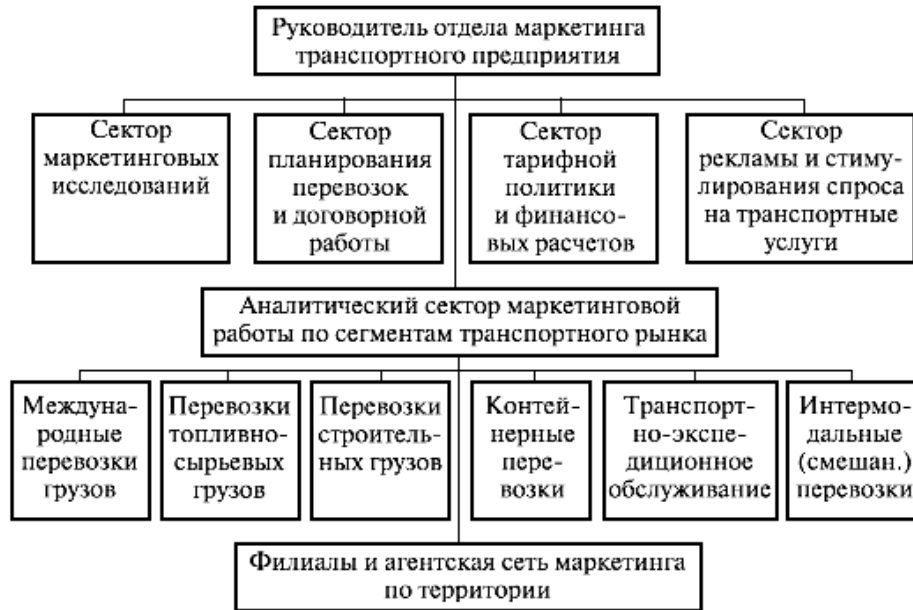 Руководитель отдела маркетинга
транспортного предприятия
Сектор
маркетинговых
исследований
Сектор
планирования
перевозок
и договорной
работы
Сектор
тарифной
политики
и финансо-
вых расчетов
Сектор
рекламы и стиму-
лирования спроса
на транспортные
услуги
Аналитический сектор маркетинговой
работы по сегментам транспортного рынка
Междуна-
родные
перевозки
грузов
Перевозки
топливно-
сырьевых
грузов
Перевозки
строитель-
ных грузов
Контей-
нерные
пере-
возки
Транспорт-
но-экспе-
диционное
обслуживание
Интермо-
дальные
(смешан.)
перевозки
Филиалы и агентская сеть маркетинга
по территории